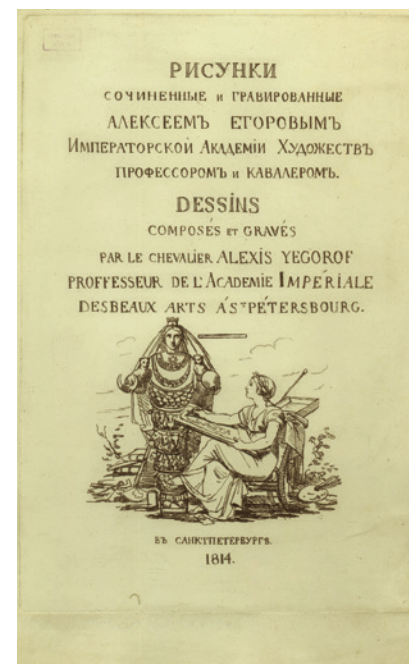 РИСУНКИ
СОЧИНЕННЫЕ и ГРАВИРОВАННЫЕ
АЛЕКСЕЕМЪ ЕГОРОВЫМЪ
ИМПЕРАТОРСКОЙ АКАДЕМІИ ХУДОЖЕСТВЪ
ПРОФЕССОРОМЪ и КАВАЛЕРОМЪ.
DESSINS
COMPOSÉS ET GRAVÉS
PAR LE CHEVALIER ALEXIS YEGOROF
PROFFESSEUR DE L'ACADEMIE IMPÉRIALE
DESBEAUX ARTS Á Sᵀ PÉTERSBOURG.
ВЪ САНКТПЕТЕРБУРГѢ.
1814.